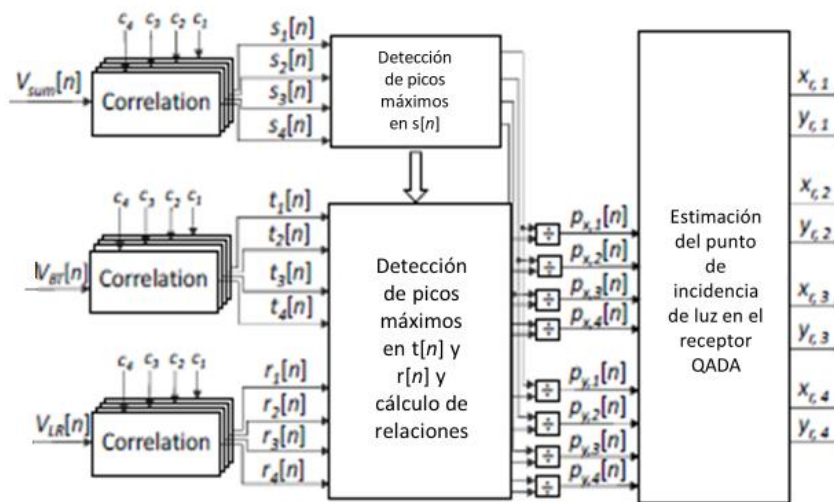 c4 c3 c2 c1
Vsum[n]
Correlation
s1[n]
s2[n]
s3[n]
s4[n]
Detección
de picos
máximos
en s[n]
c4 c3 c2 c1
VBT[n]
Correlation
t1[n]
t2[n]
t3[n]
t4[n]
c4 c3 c2 c1
VLR[n]
Correlation
r1[n]
r2[n]
r3[n]
r4[n]
Detección
de picos
máximos
en t[n] y
r[n] y
cálculo de
relaciones
÷ px,1[n]
÷ px,2[n]
÷ px,3[n]
÷ px,4[n]
÷ py,1[n]
÷ py,2[n]
÷ py,3[n]
÷ py,4[n]
Estimación
del punto
de
incidencia
de luz en el
receptor
QADA
xr,1
yr,1
xr,2
yr,2
xr,3
yr,3
xr,4
yr,4